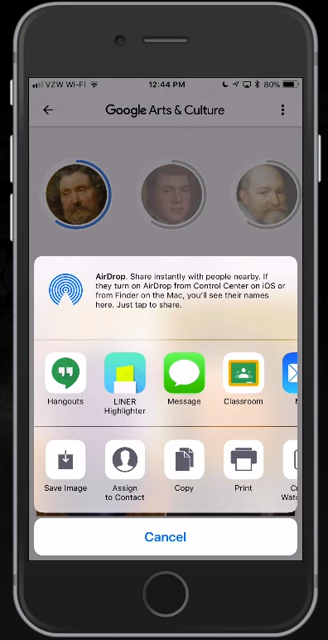 VZW Wi-Fi 12:44 PM 80%
Google Arts & Culture
AirDrop. Share instantly with people nearby. If
they turn on AirDrop from Control Center on iOS or
from Finder on the Mac, you'll see their names
here. Just tap to share.
Hangouts
LINER
Highlighter
Message
Classroom
Save Image
Assign
to Contact
Copy
Print
Cancel